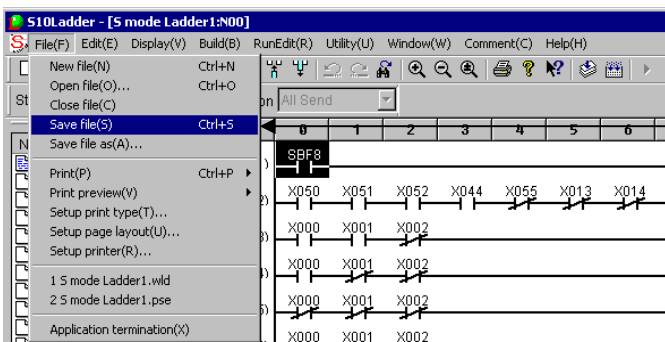 S10Ladder - [S mode Ladder1:N00]
File(F) Edit(E) Display(V) Build(B) RunEdit(R) Utility(U) Window(W) Comment(C) Help(H)
New file(N) Ctrl+N
Open file(O)... Ctrl+O
Close file(C)
St
All Send
Save file(S) Ctrl+S
0 1 2 3 4 5 6
Save file as(A)...
N
SBF8
Print(P) Ctrl+P
Print preview(V)
X050 X051 X052 X044 X055 X013 X014
Setup print type(T)...
Setup page layout(U)...
X000 X001 X002
Setup printer(R)...
X000 X001 X002
1 S mode Ladder1.wld
2 S mode Ladder1.pse
X000 X001 X002
Application termination(X)
X000 X001 X002